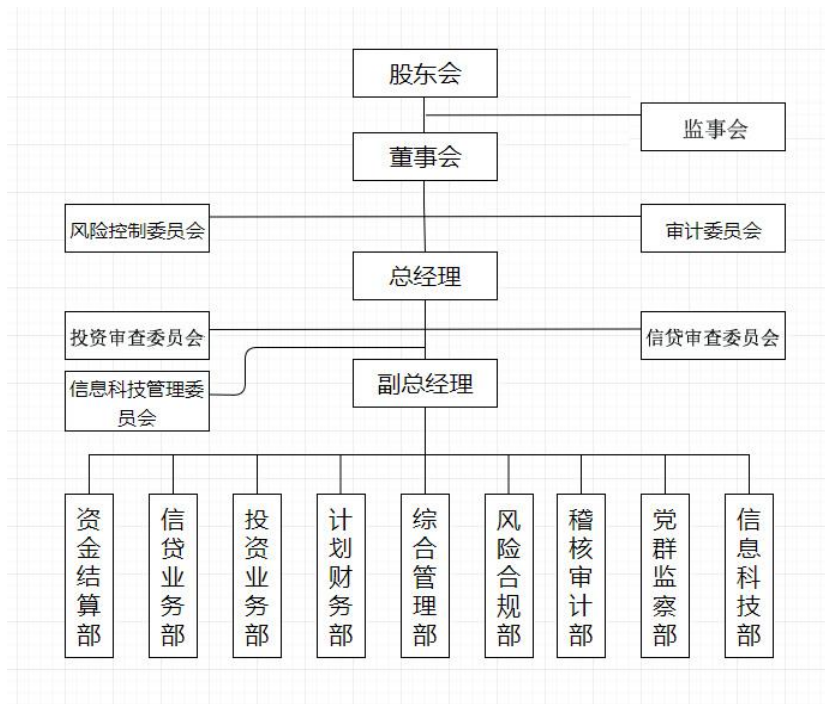 股东会
监事会
董事会
风险控制委员会
审计委员会
总经理
投资审查委员会
信贷审查委员会
信息科技管理委
员会
副总经理
资金结算部
信贷业务部
投资业务部
计划财务部
综合管理部
风险合规部
稽核审计部
党群监察部
信息科技部